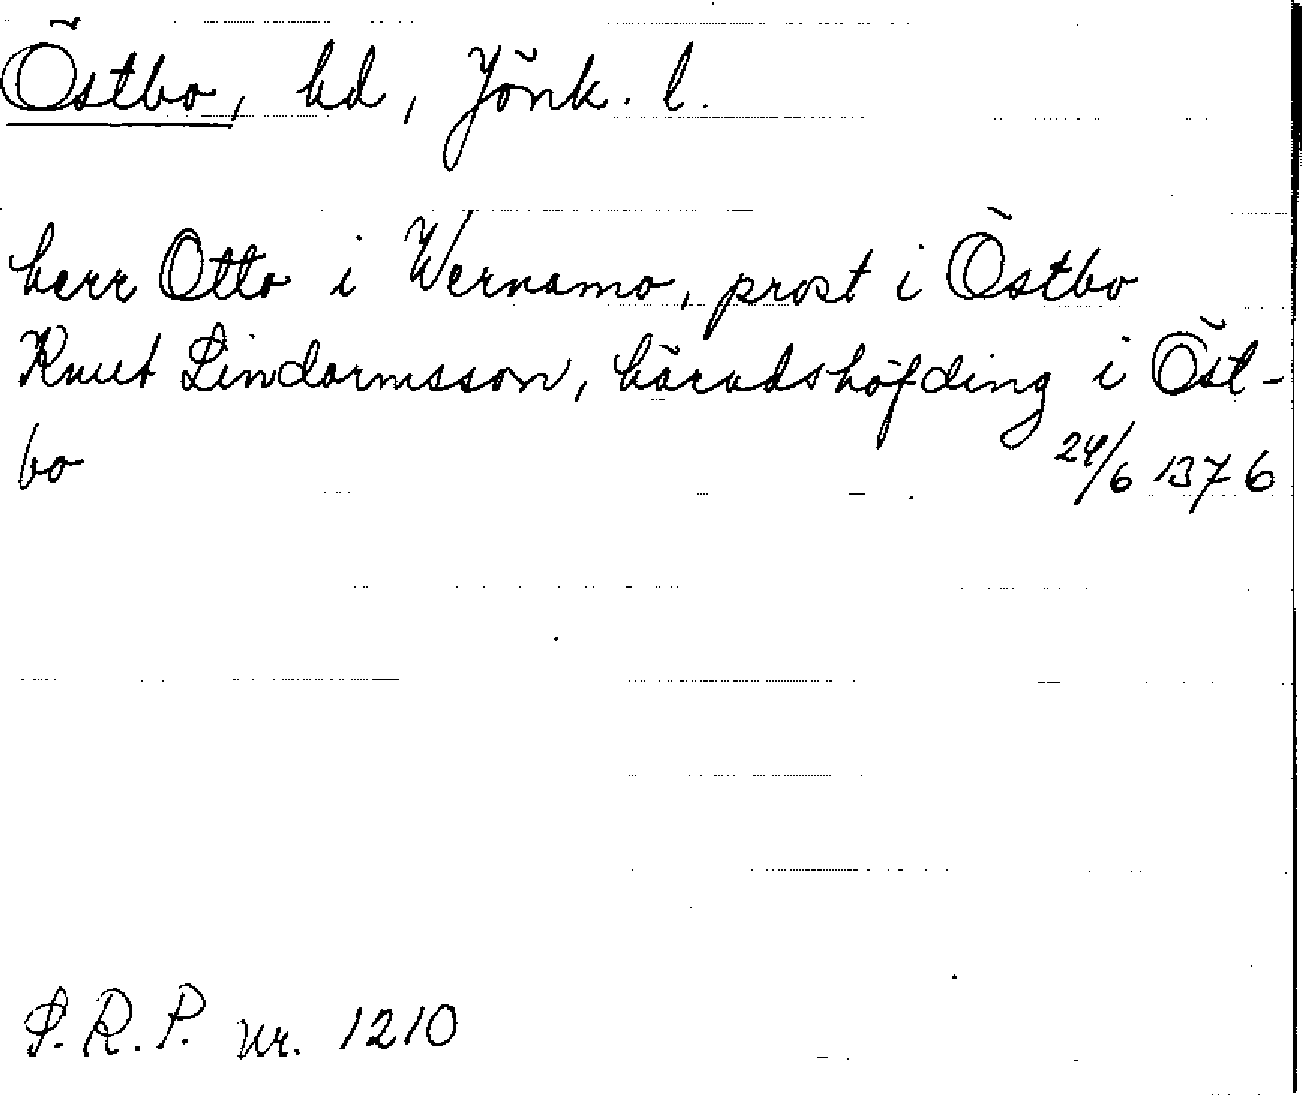 Östbo, hd, Jönk. l.
herr Otto i Wernamo, prost i Östbo
Knut Lindormsson, häradshöfding i Öst-
bo 24/6 1376
S.R.P. nr. 1210